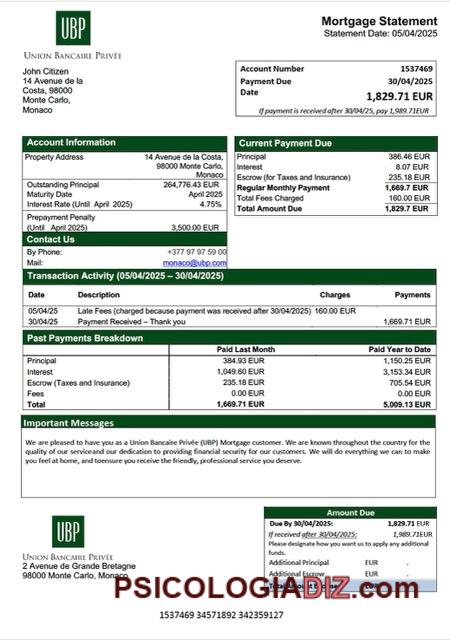 UBP
UNION BANCAIRE PRIVÉE
Mortgage Statement
Statement Date: 05/04/2025
John Citizen
14 Avenue de la
Costa, 98000
Monte Carlo,
Monaco
Account Number 1537469
Payment Due 30/04/2025
Date 1,829.71 EUR
If payment is received after 30/04/25, pay 1,989.71EUR
Account Information
Property Address 14 Avenue de la Costa,
98000 Monte Carlo,
Monaco
Outstanding Principal 264,776.43 EUR
Maturity Date April 2025
Interest Rate (Until April 2025) 4.75%
Prepayment Penalty
(Until April 2025) 3,500.00 EUR
Contact Us
By Phone: +377 97 97 59 00
Mail: monaco@ubp.com
Current Payment Due
Principal 386.46 EUR
Interest 8.07 EUR
Escrow (for Taxes and Insurance) 235.18 EUR
Regular Monthly Payment 1,669.7 EUR
Total Fees Charged 160.00 EUR
Total Amount Due 1,829.7 EUR
Transaction Activity (05/04/2025 – 30/04/2025)
Date Description Charges Payments
05/04/25 Late Fees (charged because payment was received after 30/04/2025) 160.00 EUR
30/04/25 Payment Received – Thank you 1,669.71 EUR
Past Payments Breakdown
Paid Last Month Paid Year to Date
Principal 384.93 EUR 1,150.25 EUR
Interest 1,049.60 EUR 3,153.34 EUR
Escrow (Taxes and Insurance) 235.18 EUR 705.54 EUR
Fees 0.00 EUR 0.00 EUR
Total 1,669.71 EUR 5,009.13 EUR
Important Messages
We are pleased to have you as a Union Bancaire Privée (UBP) Mortgage customer. We are known throughout the country for the
quality of our serviceand our dedication to providing financial security for our customers. We will do everything we can to make
you feel at home, and toensure you receive the friendly, professional service you deserve.
UBP
UNION BANCAIRE PRIVÉE
2 Avenue de Grande Bretagne
98000 Monte Carlo, Monaco
Amount Due
Due By 30/04/2025: 1,829.71 EUR
If received after 30/04/2025: 1,989.71EUR
Please designate how you want us to apply any additional
funds.
Additional Principal EUR .
Additional Escrow EUR .
PSICOLOGIADIZ.com
1537469 34571892 342359127